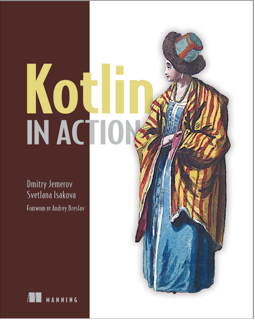 Kotlin
IN ACTION
Dmitry Jemerov
Svetlana Isakova
FOREWORD BY Andrey Breslav
MANNING